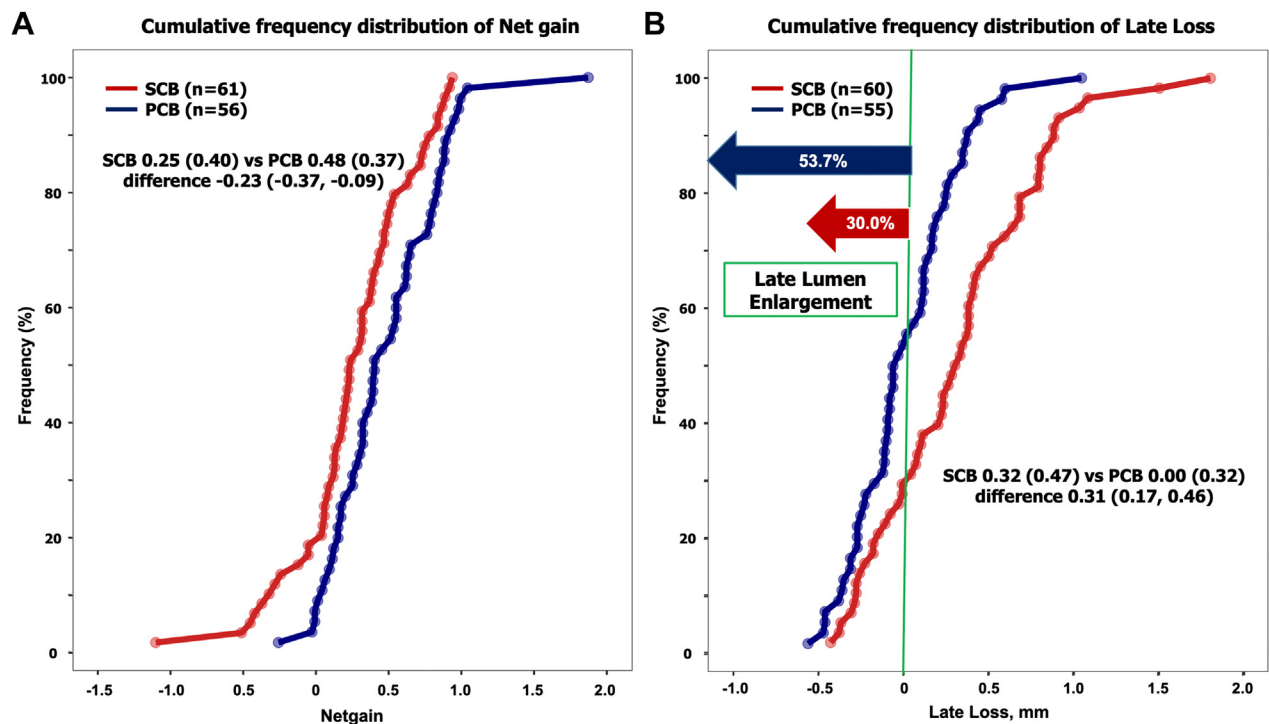 A
Cumulative frequency distribution of Net gain
SCB (n=61)
PCB (n=56)
SCB 0.25 (0.40) vs PCB 0.48 (0.37)
difference -0.23 (-0.37, -0.09)
Frequency (%)
100
80
60
40
20
0
-1.5
-1.0
0.5
0
0.5
1.0
1.5
2.0
Netgain
B
Cumulative frequency distribution of Late Loss
SCB (n=60)
PCB (n=55)
53.7%
30.0%
Late Lumen
Enlargement
SCB 0.32 (0.47) vs PCB 0.00 (0.32)
difference 0.31 (0.17, 0.46)
Frequency (%)
100
80
60
40
20
0
-1.0
-0.5
0
0.5
1.0
1.5
2.0
Late Loss, mm